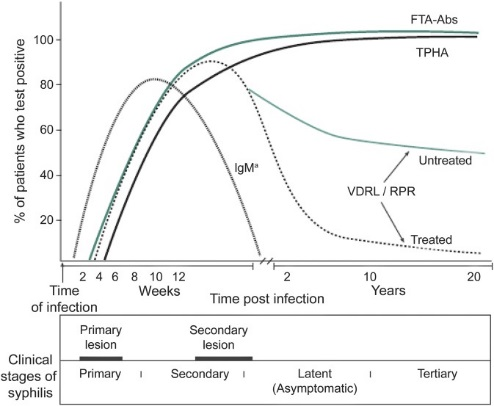 FTA-Abs
TPHA
% of patients who test positive
100
80
60
40
20
IgMᵃ
VDRL / RPR
Untreated
Treated
2 4 6 8 10 12 2 10 20
Time of infection
Weeks
Time post infection
Years
Primary lesion
Secondary lesion
Clinical stages of syphilis
Primary
Secondary
Latent (Asymptomatic)
Tertiary